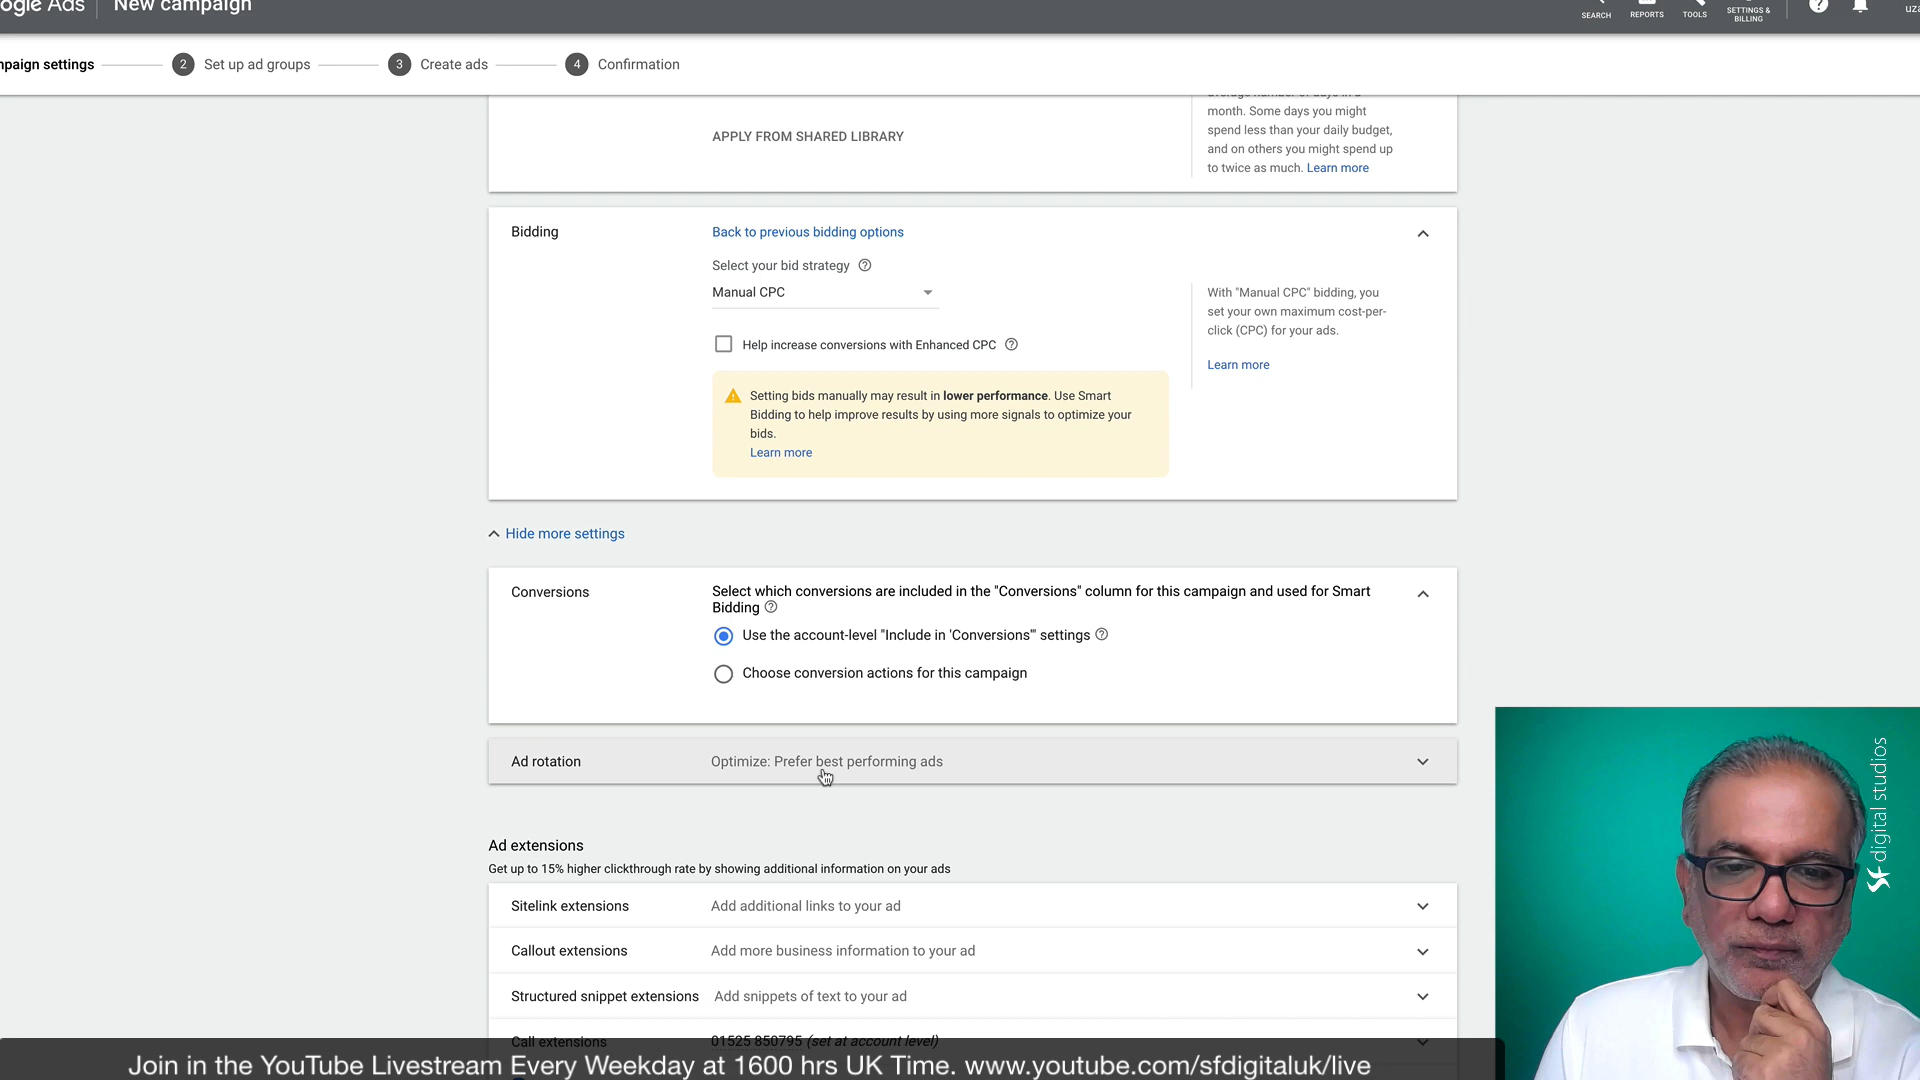 ogle Ads New campaign
SEARCH REPORTS TOOLS SETTINGS & BILLING uza
mpaign settings 2 Set up ad groups 3 Create ads 4 Confirmation
average number of days in a
month. Some days you might
spend less than your daily budget,
and on others you might spend up
to twice as much. Learn more
APPLY FROM SHARED LIBRARY
Bidding
Back to previous bidding options
Select your bid strategy
Manual CPC
Help increase conversions with Enhanced CPC
Setting bids manually may result in lower performance. Use Smart
Bidding to help improve results by using more signals to optimize your
bids.
Learn more
With "Manual CPC" bidding, you
set your own maximum cost-per-
click (CPC) for your ads.
Learn more
Hide more settings
Conversions
Select which conversions are included in the "Conversions" column for this campaign and used for Smart
Bidding
Use the account-level "Include in 'Conversions'" settings
Choose conversion actions for this campaign
Ad rotation Optimize: Prefer best performing ads
Ad extensions
Get up to 15% higher clickthrough rate by showing additional information on your ads
Sitelink extensions Add additional links to your ad
Callout extensions Add more business information to your ad
Structured snippet extensions Add snippets of text to your ad
Call extensions 01525 850795 (set at account level)
digital studios
Join in the YouTube Livestream Every Weekday at 1600 hrs UK Time. www.youtube.com/sfdigitaluk/live